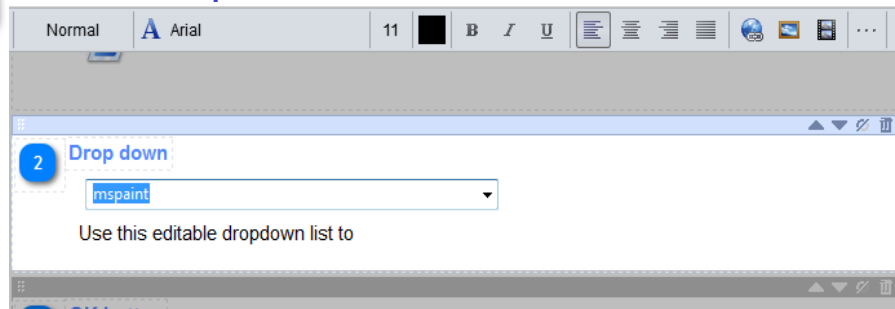 Normal A Arial 11 B I U ...
2 Drop down
mspaint
Use this editable dropdown list to